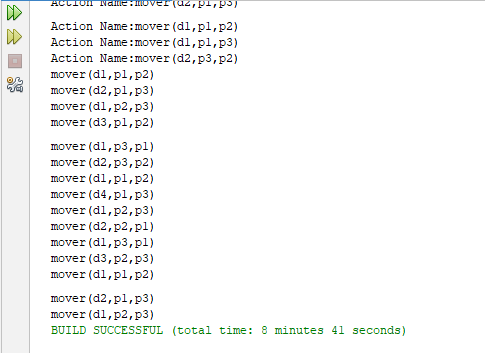 Action Name:mover(d2,p1,p3)
Action Name:mover(d1,p1,p2)
Action Name:mover(d1,p1,p3)
Action Name:mover(d2,p3,p2)
mover(d1,p1,p2)
mover(d2,p1,p3)
mover(d1,p2,p3)
mover(d3,p1,p2)
mover(d1,p3,p1)
mover(d2,p3,p2)
mover(d1,p1,p2)
mover(d4,p1,p3)
mover(d1,p2,p3)
mover(d2,p2,p1)
mover(d1,p3,p1)
mover(d3,p2,p3)
mover(d1,p1,p2)
mover(d2,p1,p3)
mover(d1,p2,p3)
BUILD SUCCESSFUL (total time: 8 minutes 41 seconds)